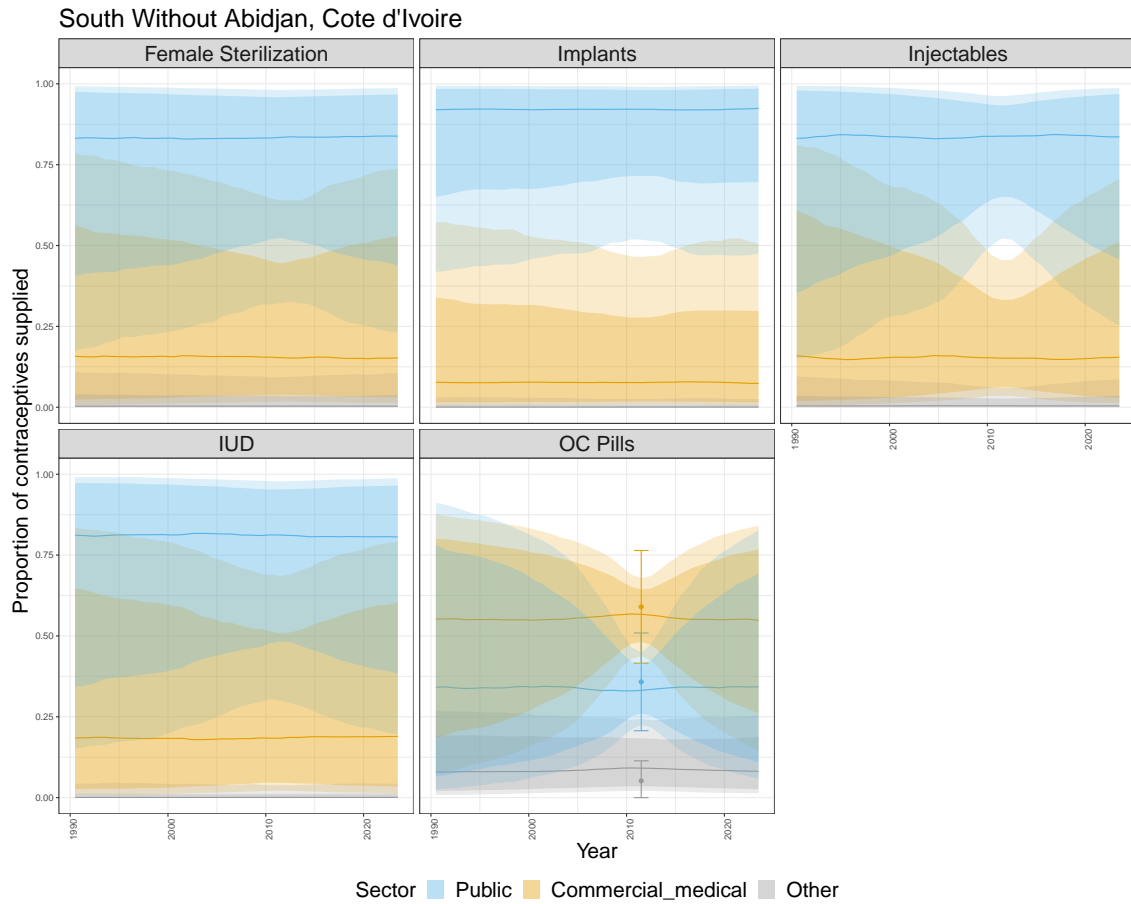 South Without Abidjan, Cote d'Ivoire
Female Sterilization
Implants
Injectables
1.00
0.75
0.50
0.25
0.00
1990
2000
2010
2020
IUD
OC Pills
1.00
0.75
0.50
0.25
0.00
1990
2000
2010
2020
1990
2000
2010
2020
Proportion of contraceptives supplied
Year
Sector Public Commercial_medical Other